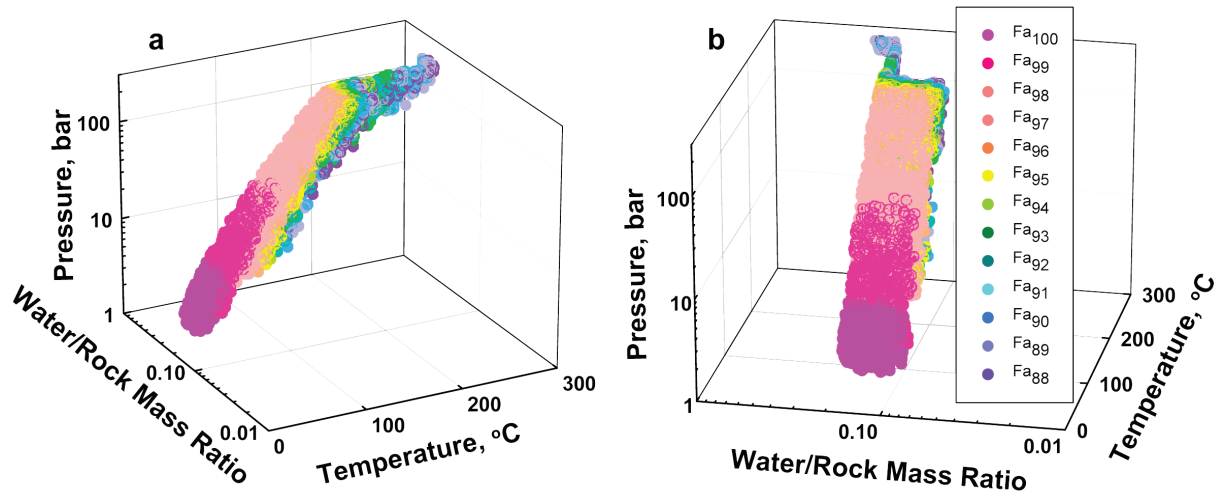 a
Pressure, bar
100
10
1
Water/Rock Mass Ratio
0.10
0.01
0
100
200
300
Temperature, oC
b
Pressure, bar
100
10
1
Water/Rock Mass Ratio
0.10
0.01
0
100
200
300
Temperature, oC
Fa100
Fa99
Fa98
Fa97
Fa96
Fa95
Fa94
Fa93
Fa92
Fa91
Fa90
Fa89
Fa88